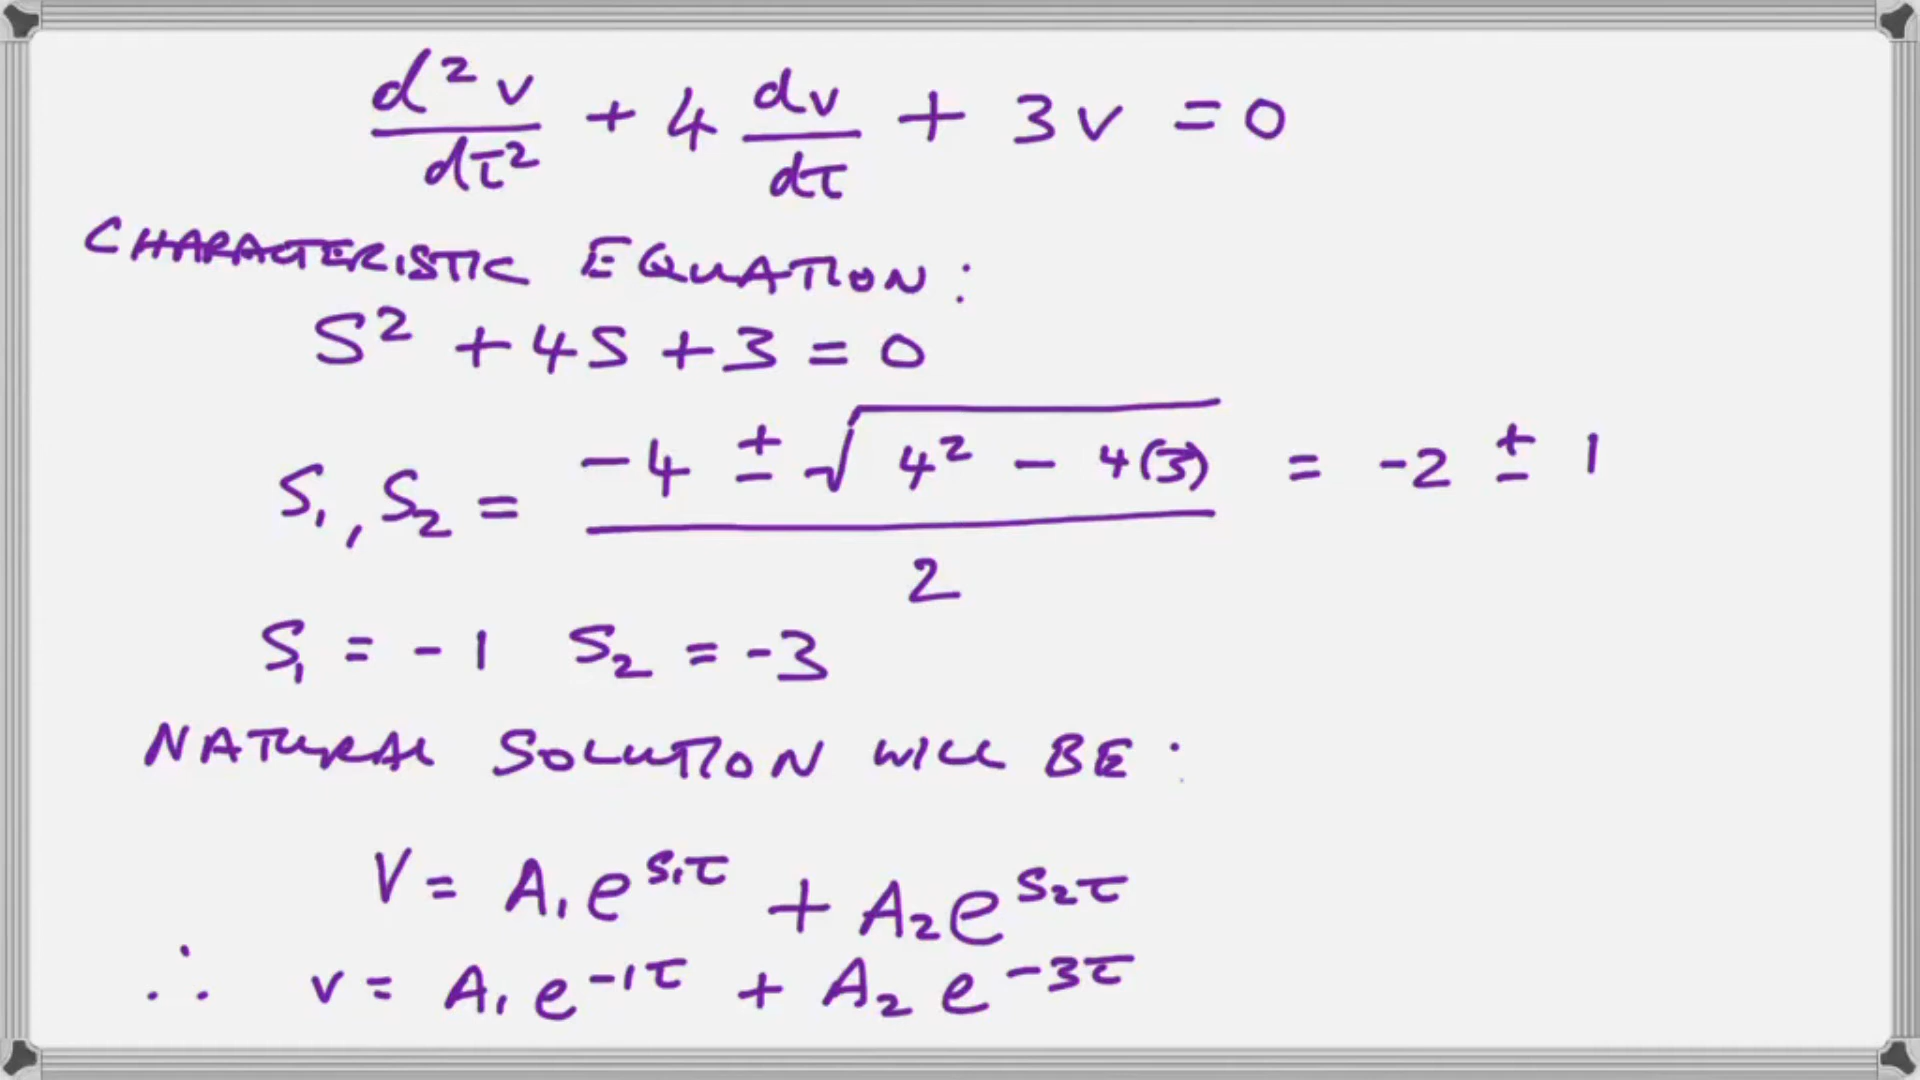 d²v/dτ² + 4 dv/dτ + 3v = 0
CHARACTERISTIC EQUATION:
S² + 4S + 3 = 0
S₁, S₂ = (-4 ± √(4² - 4(3)))/2 = -2 ± 1
S₁ = -1 S₂ = -3
NATURAL SOLUTION WILL BE:
V = A₁e^(S₁τ) + A₂e^(S₂τ)
∴ v = A₁e^(-1τ) + A₂e^(-3τ)